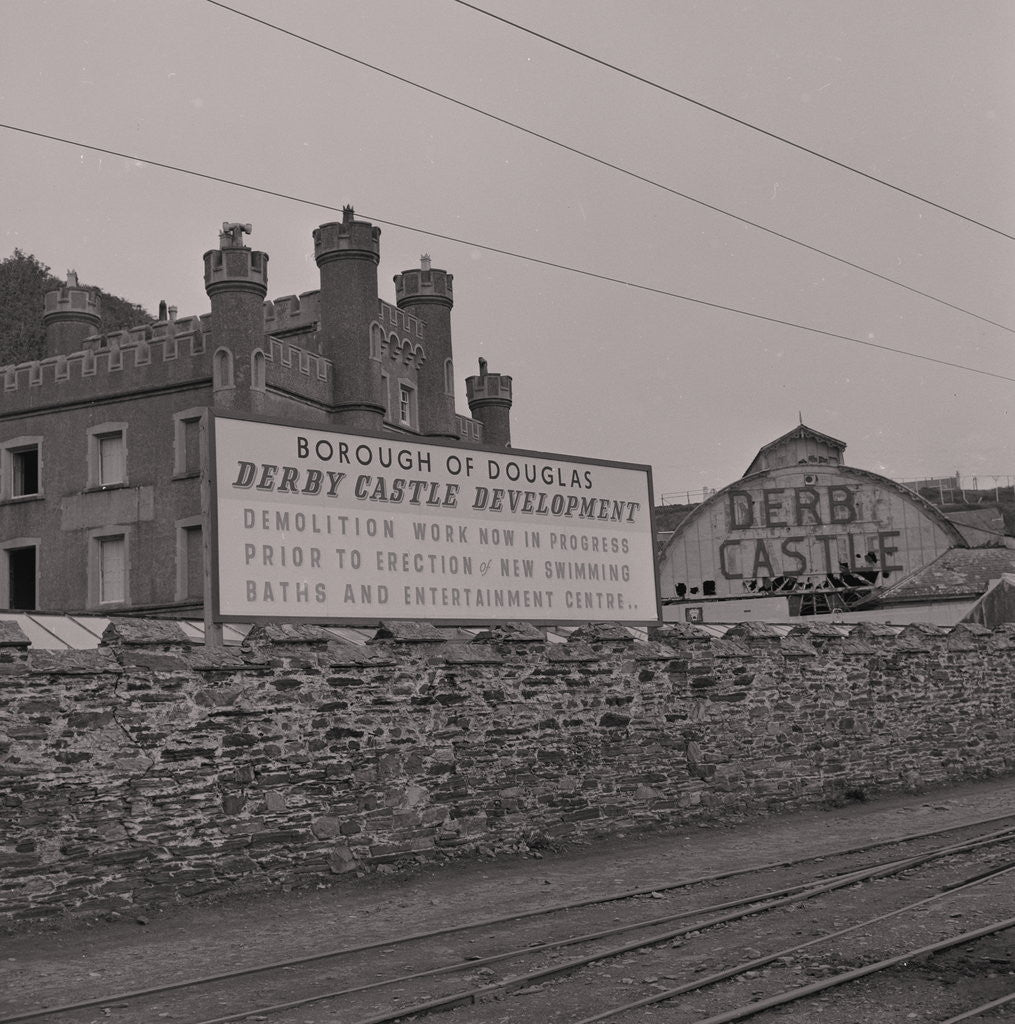 BOROUGH OF DOUGLAS
DERBY CASTLE DEVELOPMENT
DEMOLITION WORK NOW IN PROGRESS
PRIOR TO ERECTION of NEW SWIMMING
BATHS AND ENTERTAINMENT CENTRE..
DERB
CASTLE